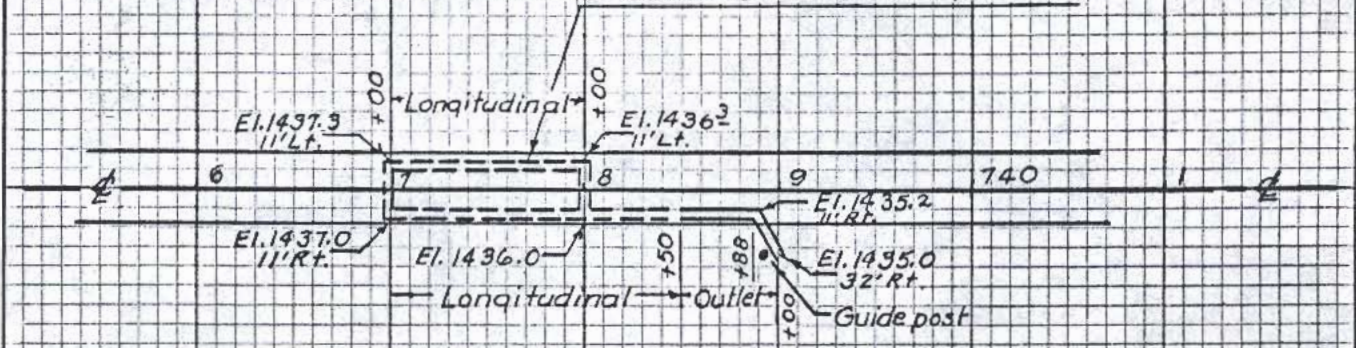 +00
+00
Longitudinal
El.1437.3
11'Lt.
El.1436 3
11'Lt.
℄ 6 7 8 9 740 1 ℄
El.1435.2
11'Rt.
El.1437.0
11'Rt.
El.1436.0
+50
+88
El.1435.0
32'Rt.
Longitudinal
Outlet
+00
Guide post